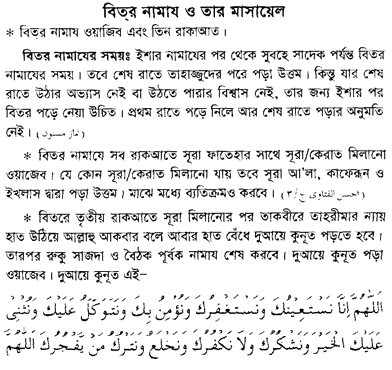 বিত্‌র নামায ও তার মাসায়েল
* বিত্‌র নামায ওয়াজিব এবং তিন রাকাআত।
বিতর নামাযের সময়ঃ ইশার নামাযের পর থেকে সুবহে সাদেক পর্যন্ত বিতর
নামাযের সময়। তবে শেষ রাতে তাহাজ্জুদের পরে পড়া উত্তম। কিন্তু যার শেষ
রাতে উঠার অভ্যাস নেই বা উঠতে পারার বিশ্বাস নেই, তার জন্য ইশার পর
বিতর পড়ে নেয়া উচিত। প্রথম রাতে পড়ে নিলে আর শেষ রাতে পড়ার অনুমতি
নেই। (نماز مسنون)
* বিতর নামাযে সব রাকআতে সূরা ফাতেহার সাথে সূরা/কেরাত মিলানো
ওয়াজেব। যে কোন সূরা/কেরাত মিলানো যায় তবে সূরা আ'লা, কাফেরূন ও
ইখলাস দ্বারা পড়া উত্তম। মাঝে মধ্যে ব্যতিক্রমও করবে। (احسن الفتاوى ج/٣)
* বিতরে তৃতীয় রাকআতে সূরা মিলানোর পর তাকবীরে তাহরীমার ন্যায়
হাত উঠিয়ে আল্লাহু আকবার বলে আবার হাত বেঁধে দুআয়ে কুনূত পড়তে হবে।
তারপর রুকু সাজদা ও বৈঠক পূর্বক নামায শেষ করবে। দুআয়ে কুনূত পড়া
ওয়াজেব। দুআয়ে কুনূত এই–
اَللّٰهُمَّ اِنَّا نَسْتَعِيْنُكَ وَنَسْتَغْفِرُكَ وَنُؤْمِنُ بِكَ وَنَتَوَكَّلُ عَلَيْكَ وَنُثْنِىْ
عَلَيْكَ الْخَيْرَ وَنَشْكُرُكَ وَلَا نَكْفُرُكَ وَنَخْلَعُ وَنَتْرُكُ مَنْ يَّفْجُرُكَ اَللّٰهُمَّ